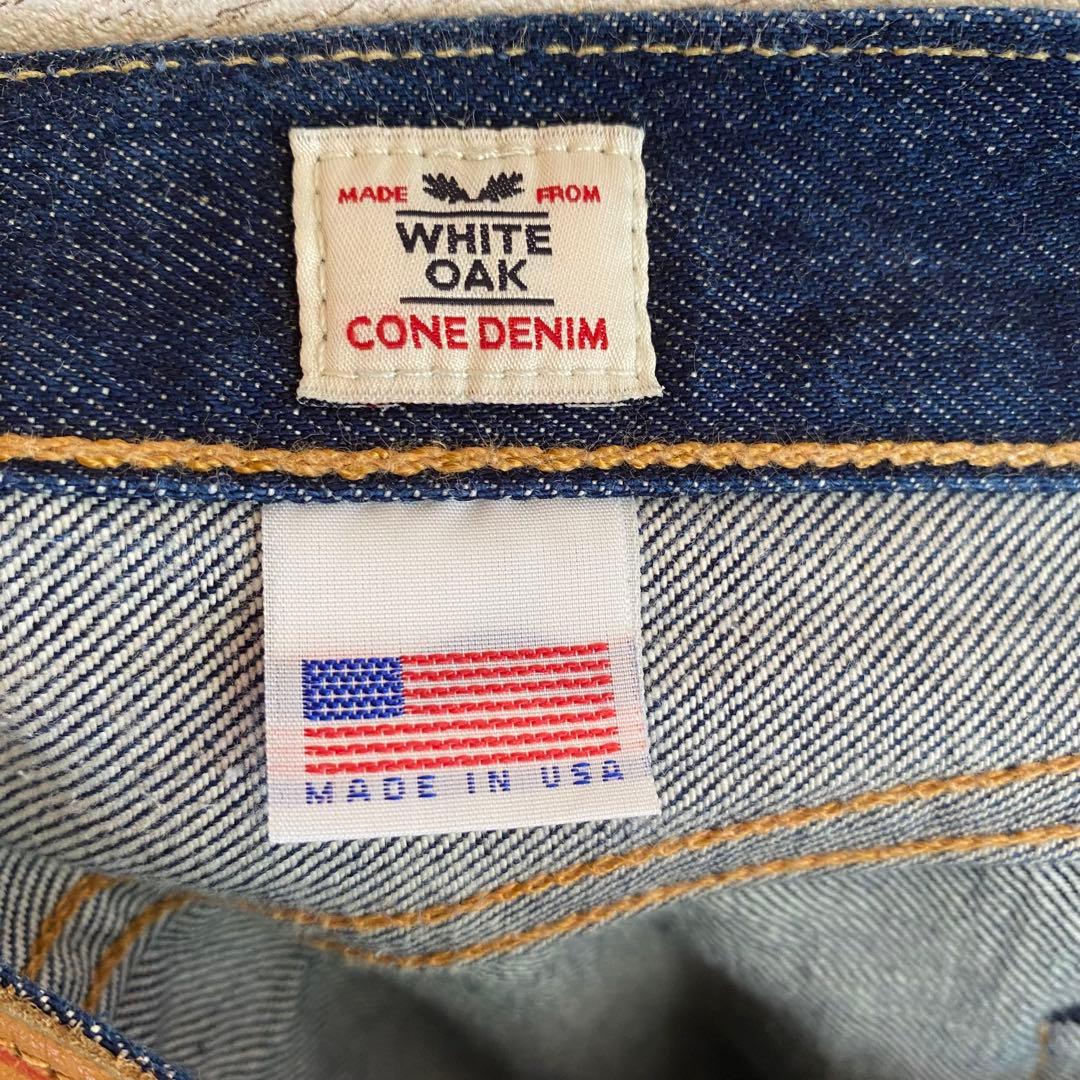 MADE FROM
WHITE
OAK
CONE DENIM
MADE IN USA